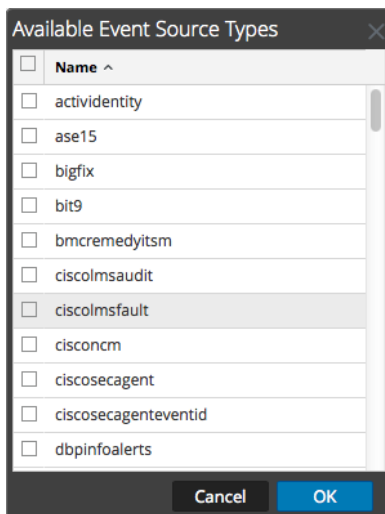 Available Event Source Types
Name
actividentity
ase15
bigfix
bit9
bmcremedyitsm
ciscolmsaudit
ciscolmsfault
cisconcm
ciscosecagent
ciscosecagenteventid
dbpinfoalerts
Cancel OK